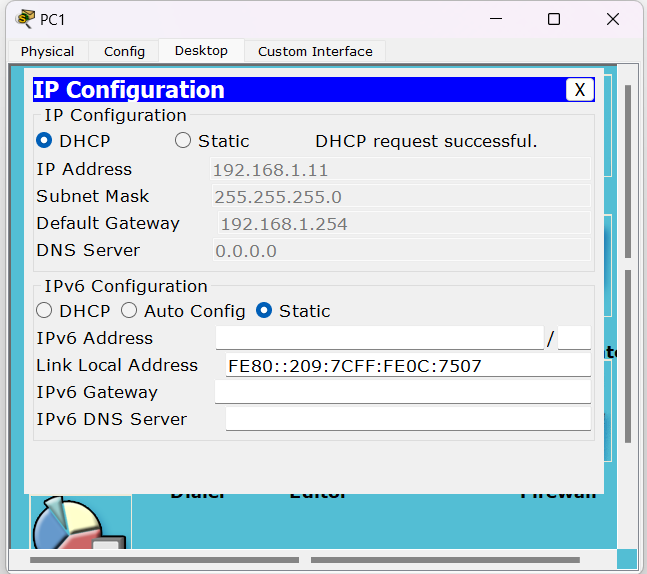 PC1
Physical Config Desktop Custom Interface
IP Configuration X
IP Configuration
DHCP Static DHCP request successful.
IP Address 192.168.1.11
Subnet Mask 255.255.255.0
Default Gateway 192.168.1.254
DNS Server 0.0.0.0
IPv6 Configuration
DHCP Auto Config Static
IPv6 Address /
Link Local Address FE80::209:7CFF:FE0C:7507
IPv6 Gateway
IPv6 DNS Server
Dialer Editor Firewall